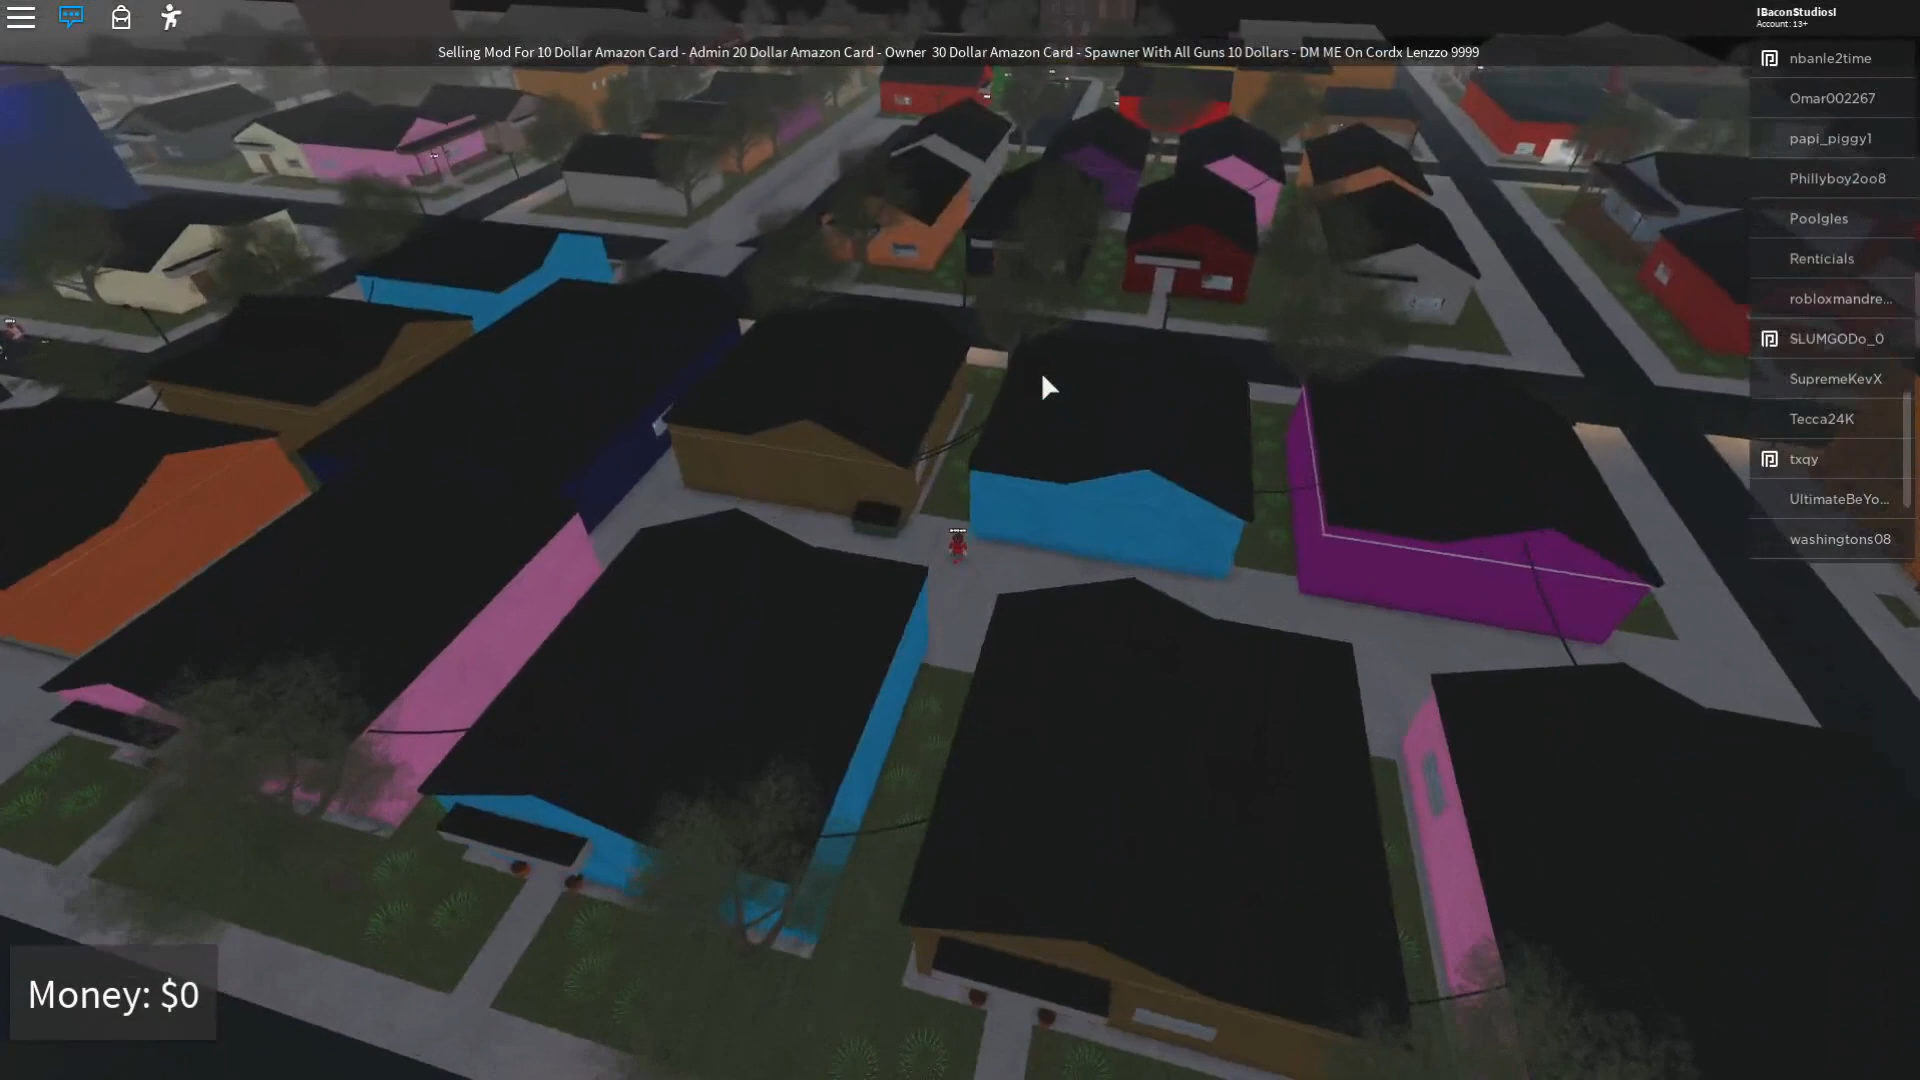 IBaconStudiosI
Account: 13+
Selling Mod For 10 Dollar Amazon Card - Admin 20 Dollar Amazon Card - Owner 30 Dollar Amazon Card - Spawner With All Guns 10 Dollars - DM ME On Cordx Lenzzo 9999
nbanle2time
Omar002267
papi_piggy1
Phillyboy2oo8
Poolgles
Renticials
robloxmandre...
SLUMGODo_0
SupremeKevX
Tecca24K
txqy
UltimateBeYo...
washingtons08
Money: $0